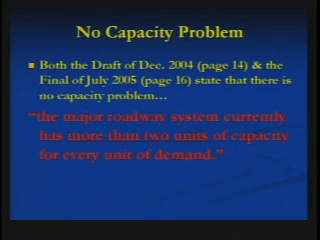 No Capacity Problem
Both the Draft of Dec. 2004 (page 14) & the
Final of July 2005 (page 16) state that there is
no capacity problem...
“the major roadway system currently
has more than two units of capacity
for every unit of demand.”